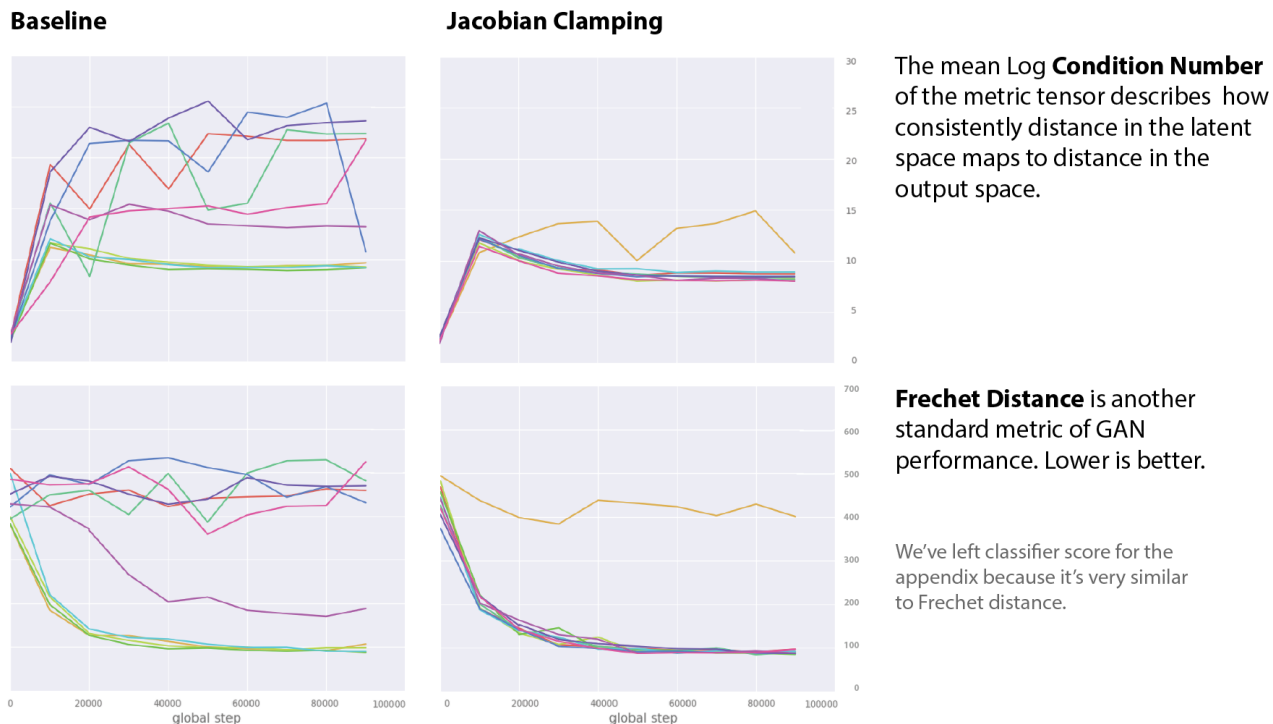 Baseline
Jacobian Clamping
30
25
20
15
10
5
0
The mean Log Condition Number
of the metric tensor describes how
consistently distance in the latent
space maps to distance in the
output space.
700
600
500
400
300
200
100
0
Frechet Distance is another
standard metric of GAN
performance. Lower is better.
We've left classifier score for the
appendix because it's very similar
to Frechet distance.
0 20000 40000 60000 80000 100000
global step
0 20000 40000 60000 80000 100000
global step